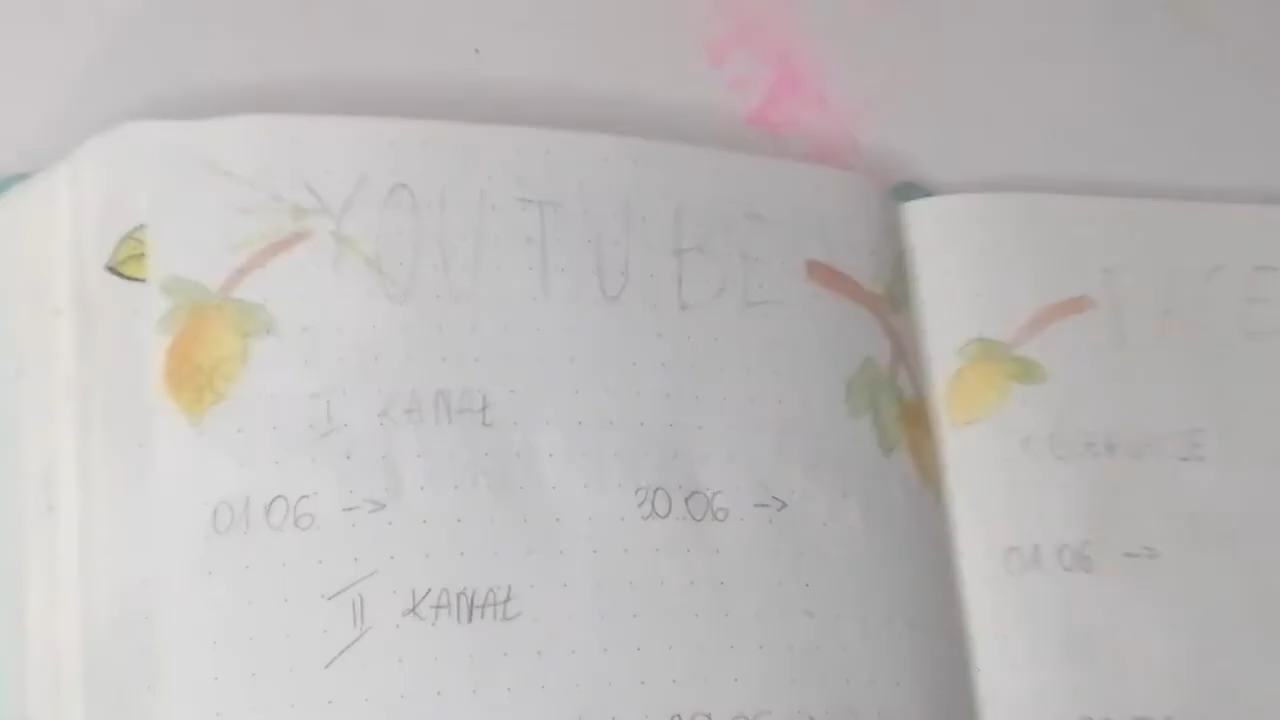 YOUTUBE
I KANAŁ
01.06 →
30.06 →
II KANAŁ
01.06 →